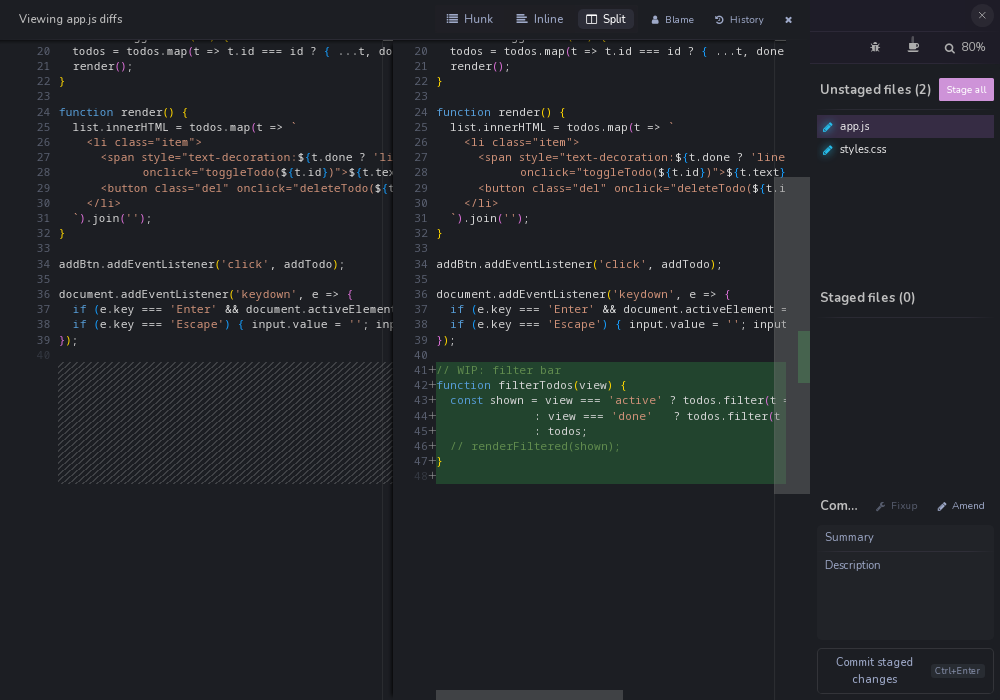 Viewing app.js diffs
Hunk Inline Split Blame History
80%
20 todos = todos.map(t => t.id === id ? { ...t, do
21 render();
22 }
23
24 function render() {
25 list.innerHTML = todos.map(t => `
26 <li class="item">
27 <span style="text-decoration:${t.done ? 'li
28 onclick="toggleTodo(${t.id})">${t.tex
29 <button class="del" onclick="deleteTodo(${t
30 </li>
31 `).join('');
32 }
33
34 addBtn.addEventListener('click', addTodo);
35
36 document.addEventListener('keydown', e => {
37 if (e.key === 'Enter' && document.activeElemen
38 if (e.key === 'Escape') { input.value = ''; inp
39 });
48
20 todos = todos.map(t => t.id === id ? { ...t, done
21 render();
22 }
23
24 function render() {
25 list.innerHTML = todos.map(t => `
26 <li class="item">
27 <span style="text-decoration:${t.done ? 'line
28 onclick="toggleTodo(${t.id})">${t.text}
29 <button class="del" onclick="deleteTodo(${t.i
30 </li>
31 `).join('');
32 }
33
34 addBtn.addEventListener('click', addTodo);
35
36 document.addEventListener('keydown', e => {
37 if (e.key === 'Enter' && document.activeElement =
38 if (e.key === 'Escape') { input.value = ''; input
39 });
40
41+// WIP: filter bar
42+function filterTodos(view) {
43+ const shown = view === 'active' ? todos.filter(t =
44+ : view === 'done' ? todos.filter(t
45+ : todos;
46+ // renderFiltered(shown);
47+}
48+
Unstaged files (2) Stage all
app.js
styles.css
Staged files (0)
Com... Fixup Amend
Summary
Description
Commit staged
changes
Ctrl+Enter